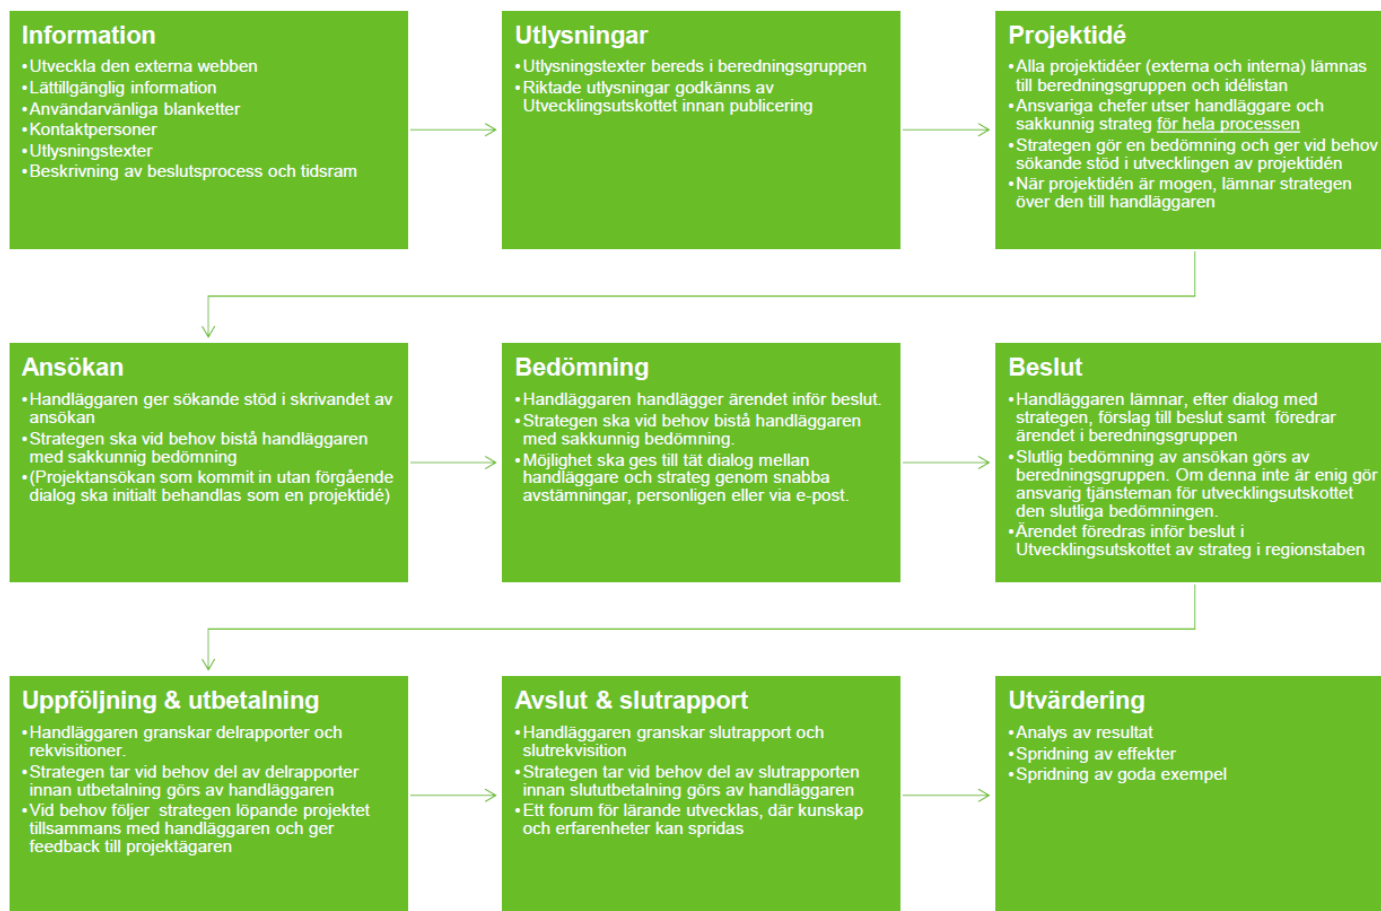 Information
•Utveckla den externa webben
•Lättillgänglig information
•Användarvänliga blanketter
•Kontaktpersoner
•Utlysningstexter
•Beskrivning av beslutsprocess och tidsram
Utlysningar
•Utlysningstexter bereds i beredningsgruppen
•Riktade utlysningar godkänns av
Utvecklingsutskottet innan publicering
Projektidé
•Alla projektidéer (externa och interna) lämnas
till beredningsgruppen och idélistan
•Ansvariga chefer utser handläggare och
sakkunnig strateg för hela processen
•Strategen gör en bedömning och ger vid behov
sökande stöd i utvecklingen av projektidén
•När projektidén är mogen, lämnar strategen
över den till handläggaren
Ansökan
•Handläggaren ger sökande stöd i skrivandet av
ansökan
•Strategen ska vid behov bistå handläggaren
med sakkunnig bedömning
•(Projektansökan som kommit in utan förgående
dialog ska initialt behandlas som en projektidé)
Bedömning
•Handläggaren handlägger ärendet inför beslut.
•Strategen ska vid behov bistå handläggaren
med sakkunnig bedömning.
•Möjlighet ska ges till tät dialog mellan
handläggare och strateg genom snabba
avstämningar, personligen eller via e-post.
Beslut
•Handläggaren lämnar, efter dialog med
strategen, förslag till beslut samt föredrar
ärendet i beredningsgruppen
•Slutlig bedömning av ansökan görs av
beredningsgruppen. Om denna inte är enig gör
ansvarig tjänsteman för utvecklingsutskottet
den slutliga bedömningen.
•Ärendet föredras inför beslut i
Utvecklingsutskottet av strateg i regionstaben
Uppföljning & utbetalning
•Handläggaren granskar delrapporter och
rekvisitioner.
•Strategen tar vid behov del av delrapporter
innan utbetalning görs av handläggaren
•Vid behov följer strategen löpande projektet
tillsammans med handläggaren och ger
feedback till projektägaren
Avslut & slutrapport
•Handläggaren granskar slutrapport och
slutrekvisition
•Strategen tar vid behov del av slutrapporten
innan slututbetalning görs av handläggaren
•Ett forum för lärande utvecklas, där kunskap
och erfarenheter kan spridas
Utvärdering
•Analys av resultat
•Spridning av effekter
•Spridning av goda exempel